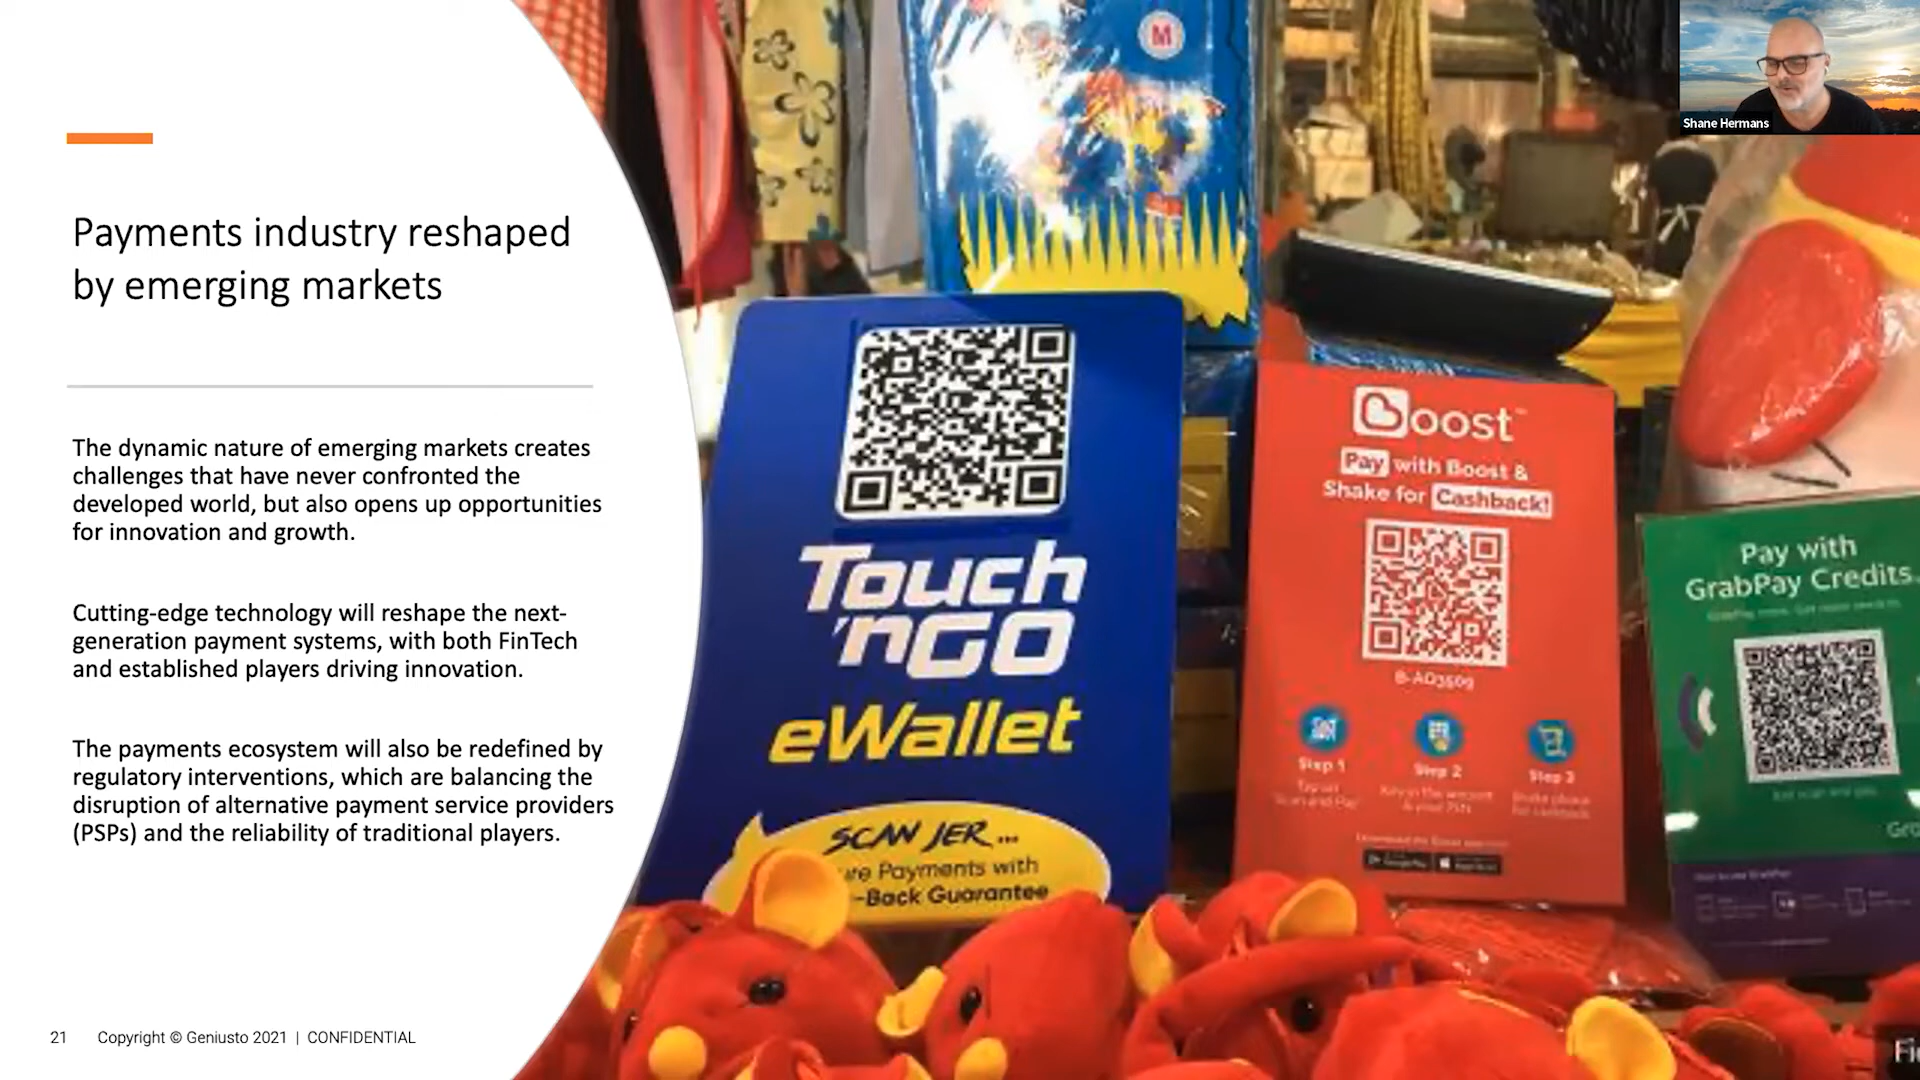 Payments industry reshaped
by emerging markets
The dynamic nature of emerging markets creates
challenges that have never confronted the
developed world, but also opens up opportunities
for innovation and growth.
Cutting-edge technology will reshape the next-
generation payment systems, with both FinTech
and established players driving innovation.
The payments ecosystem will also be redefined by
regulatory interventions, which are balancing the
disruption of alternative payment service providers
(PSPs) and the reliability of traditional players.
21 Copyright © Geniusto 2021 | CONFIDENTIAL
M
Touch
'nGO
eWallet
SCAN JER...
Payments with
-Back Guarantee
Boost™
Pay with Boost &
Shake for Cashback!
B-AQ3509
Step 1
Step 2
Step 3
Pay with
GrabPay Credits.
Shane Hermans